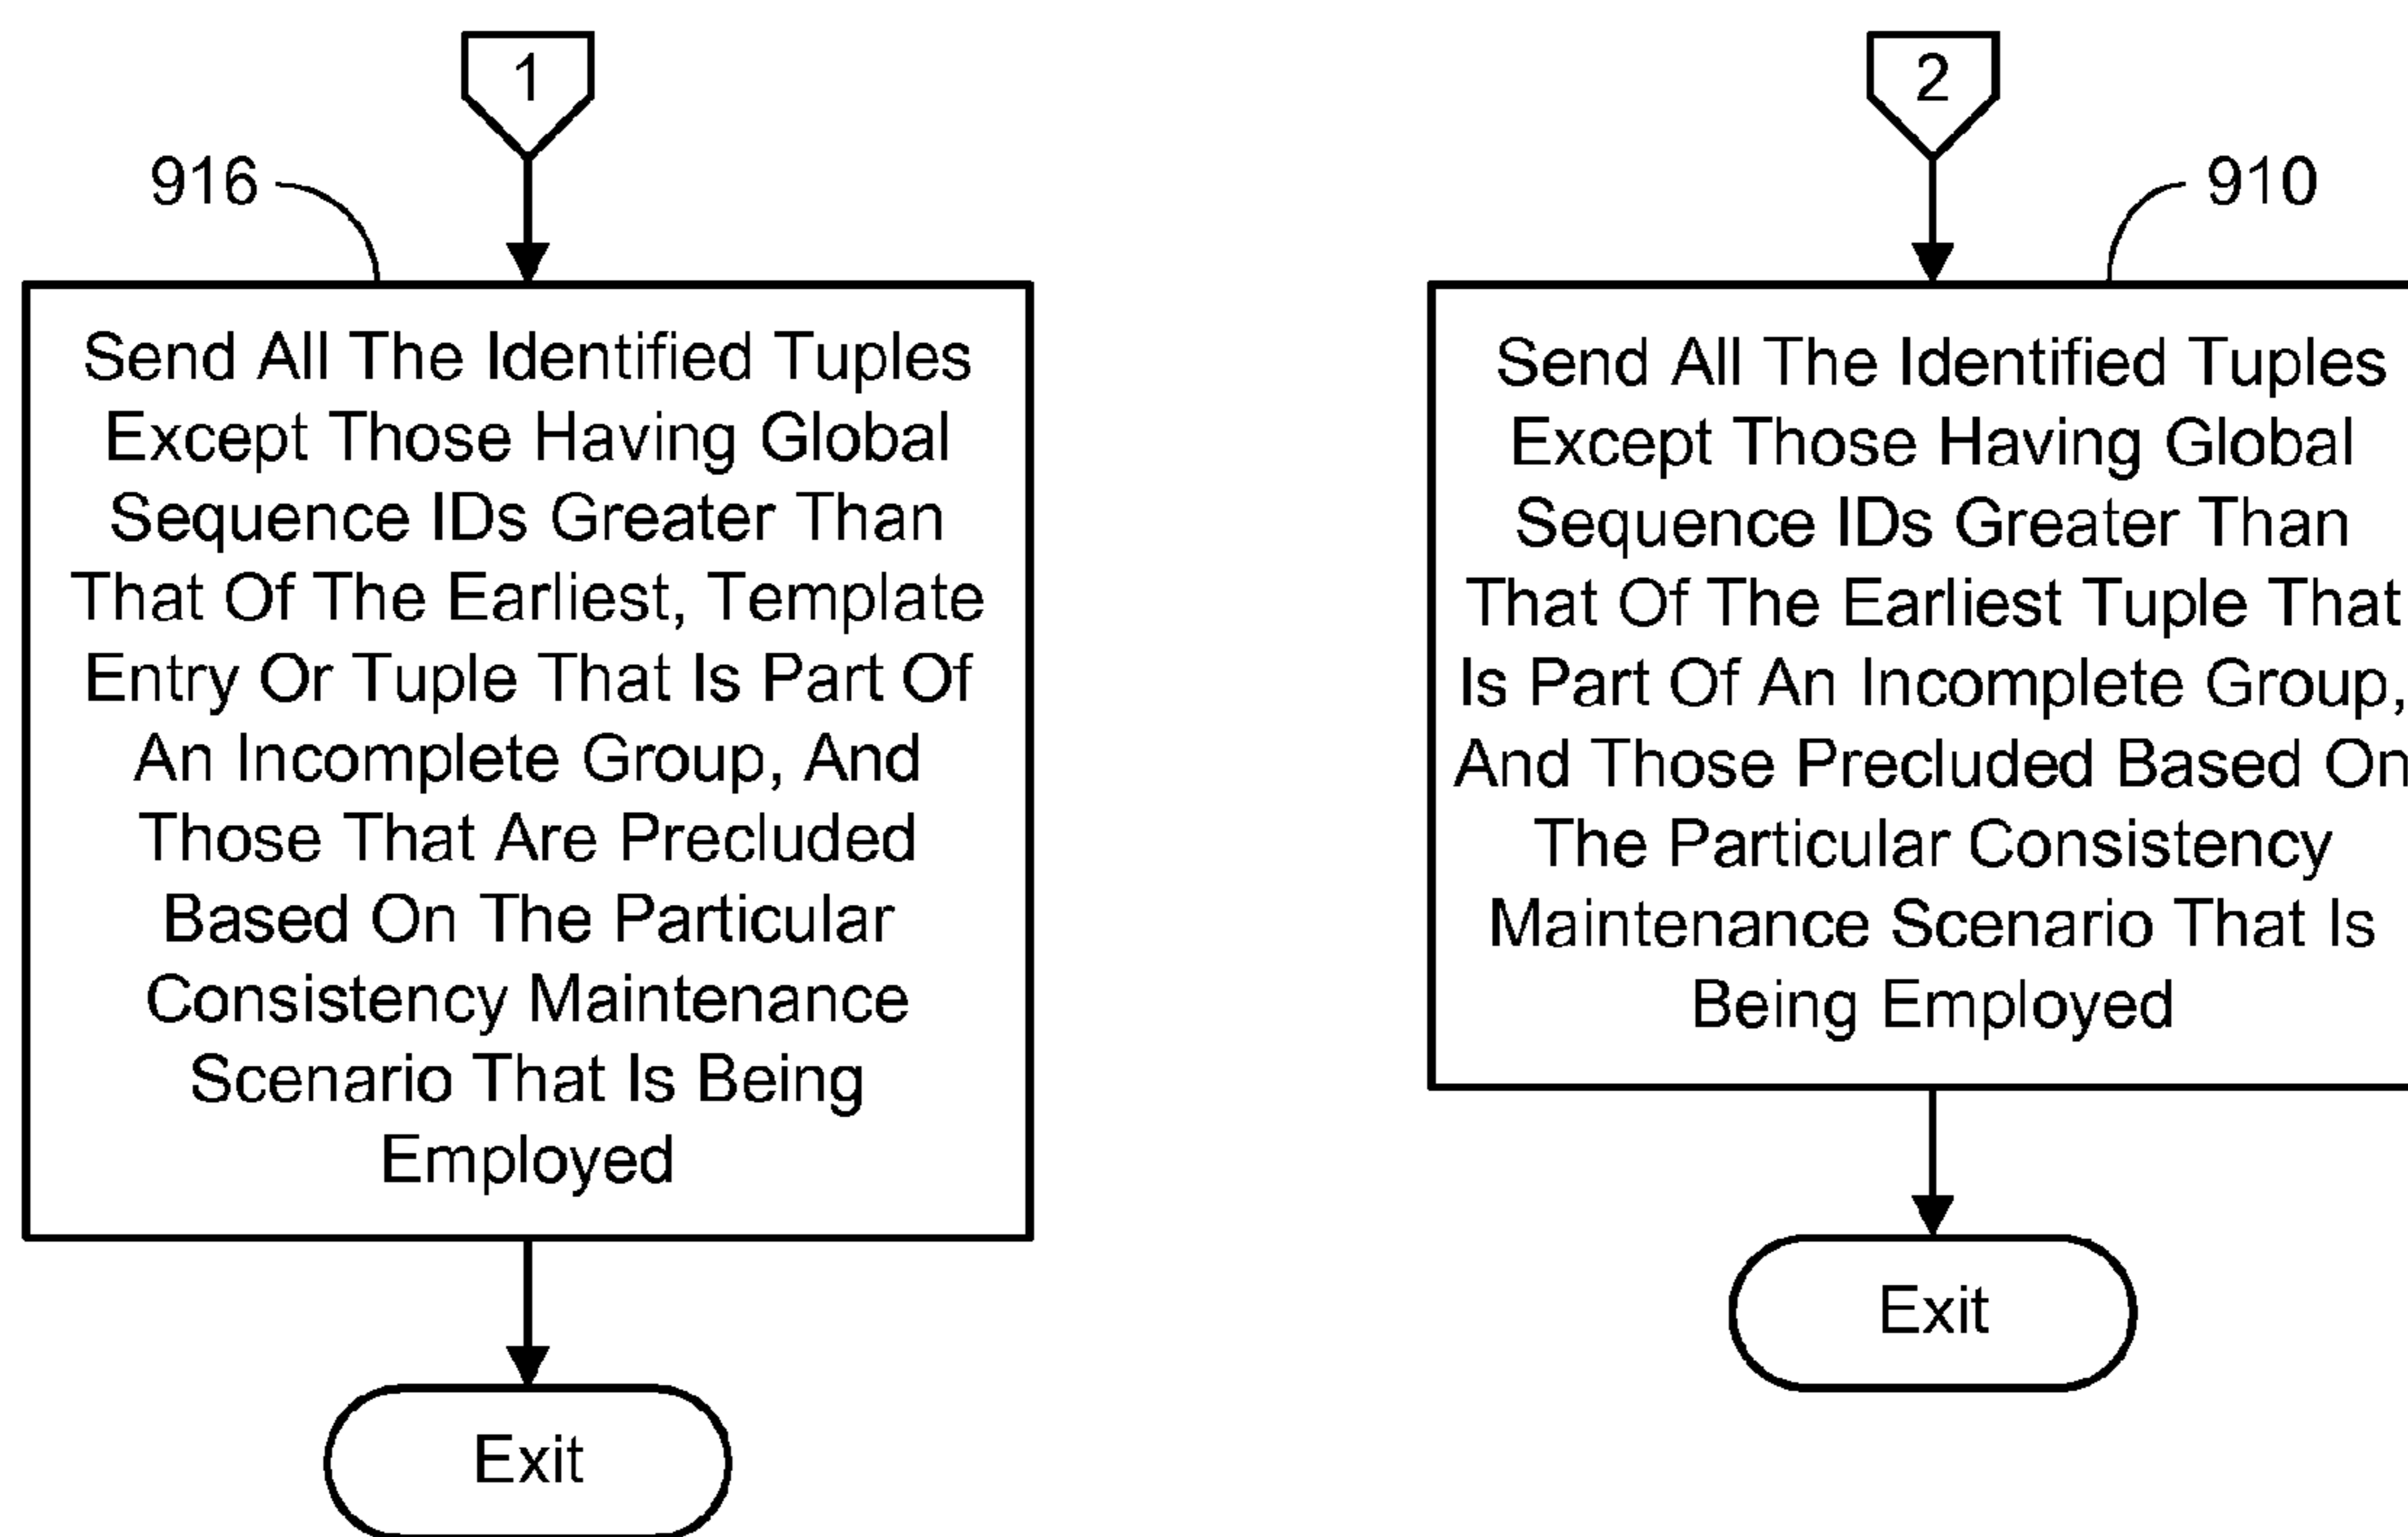 1
916
Send All The Identified Tuples
Except Those Having Global
Sequence IDs Greater Than
That Of The Earliest, Template
Entry Or Tuple That Is Part Of
An Incomplete Group, And
Those That Are Precluded
Based On The Particular
Consistency Maintenance
Scenario That Is Being
Employed
Exit
2
910
Send All The Identified Tuples
Except Those Having Global
Sequence IDs Greater Than
That Of The Earliest Tuple That
Is Part Of An Incomplete Group,
And Those Precluded Based On
The Particular Consistency
Maintenance Scenario That Is
Being Employed
Exit